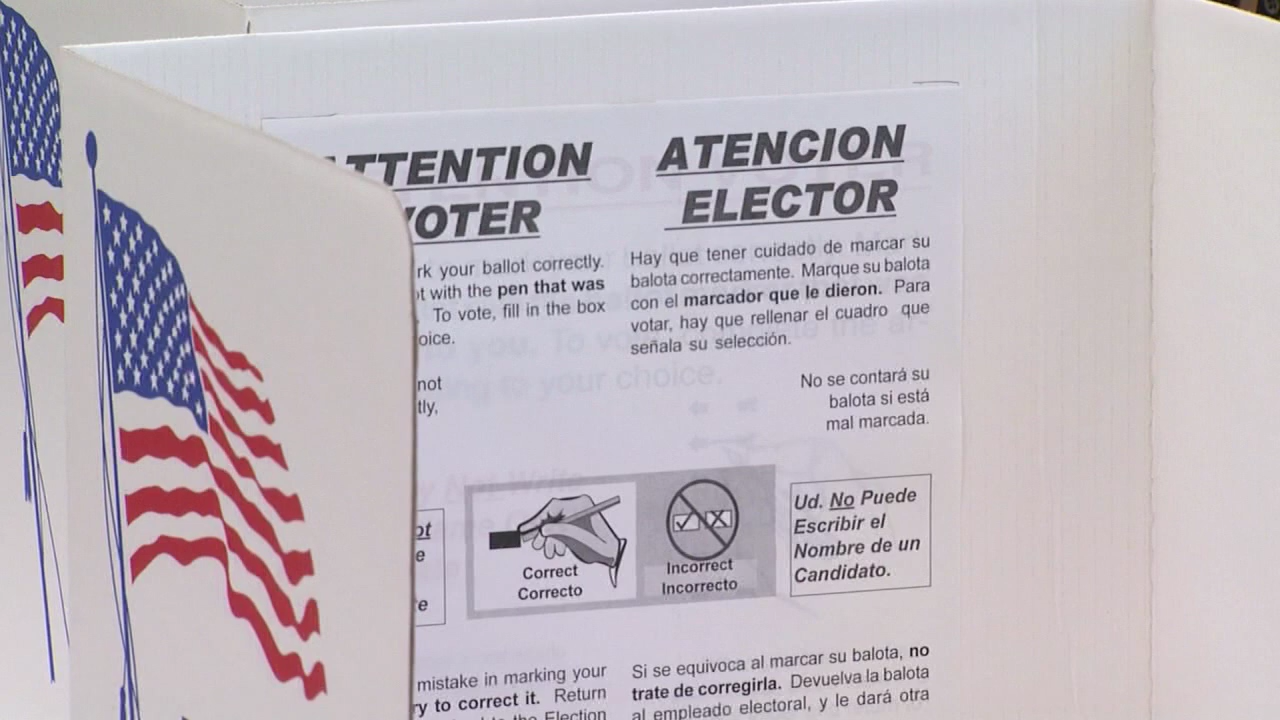 TTENTION
OTER
rk your ballot correctly.
t with the pen that was
To vote, fill in the box
oice.
not
tly,
ot
e
e
mistake in marking your
ry to correct it. Return
the Election
ATENCION
ELECTOR
Hay que tener cuidado de marcar su
balota correctamente. Marque su balota
con el marcador que le dieron. Para
votar, hay que rellenar el cuadro que
señala su selección.
No se contará su
balota si está
mal marcada.
Correct
Correcto
Incorrect
Incorrecto
Ud. No Puede
Escribir el
Nombre de un
Candidato.
Si se equivoca al marcar su balota, no
trate de corregirla. Devuelva la balota
al empleado electoral, y le dará otra